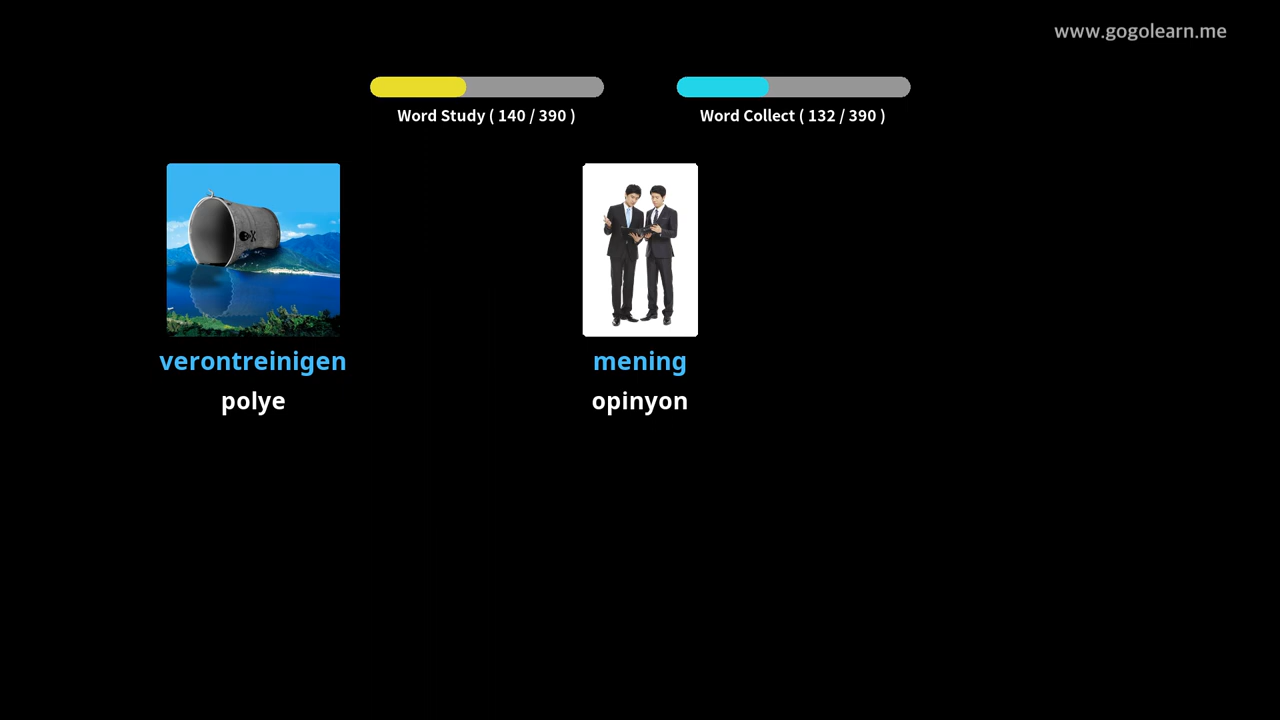 www.gogolearn.me
Word Study ( 140 / 390 )
Word Collect ( 132 / 390 )
verontreinigen
polye
mening
opinyon